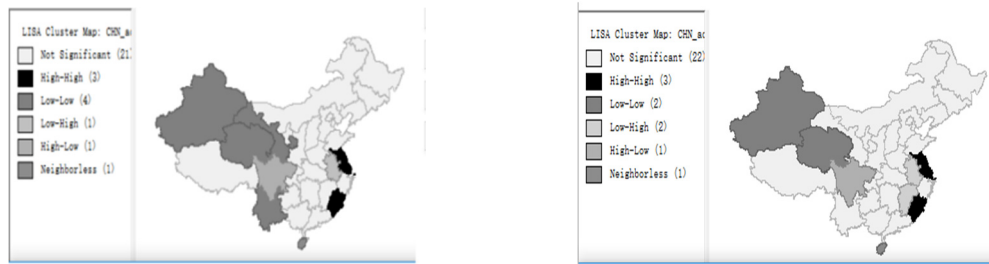 LISA Cluster Map: CHN_ad
Not Significant (21)
High-High (3)
Low-Low (4)
Low-High (1)
High-Low (1)
Neighborless (1)
LISA Cluster Map: CHN_ad
Not Significant (22)
High-High (3)
Low-Low (2)
Low-High (2)
High-Low (1)
Neighborless (1)